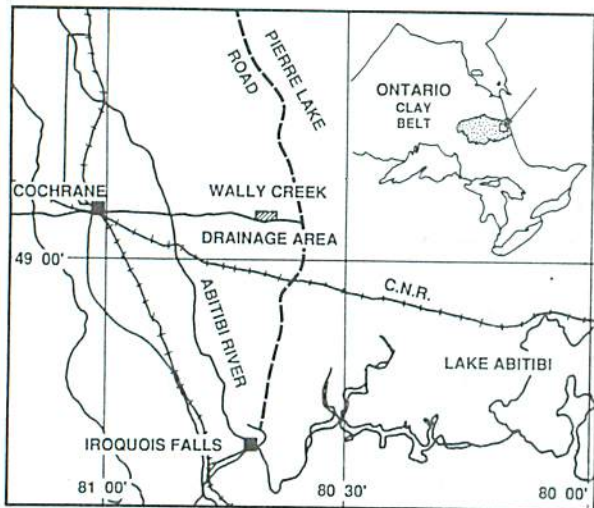 PIERRE LAKE
ROAD
ONTARIO
CLAY
BELT
COCHRANE
WALLY CREEK
DRAINAGE AREA
49 00'
C.N.R.
ABITIBI RIVER
LAKE ABITIBI
IROQUOIS FALLS
81 00'
80 30'
80 00'